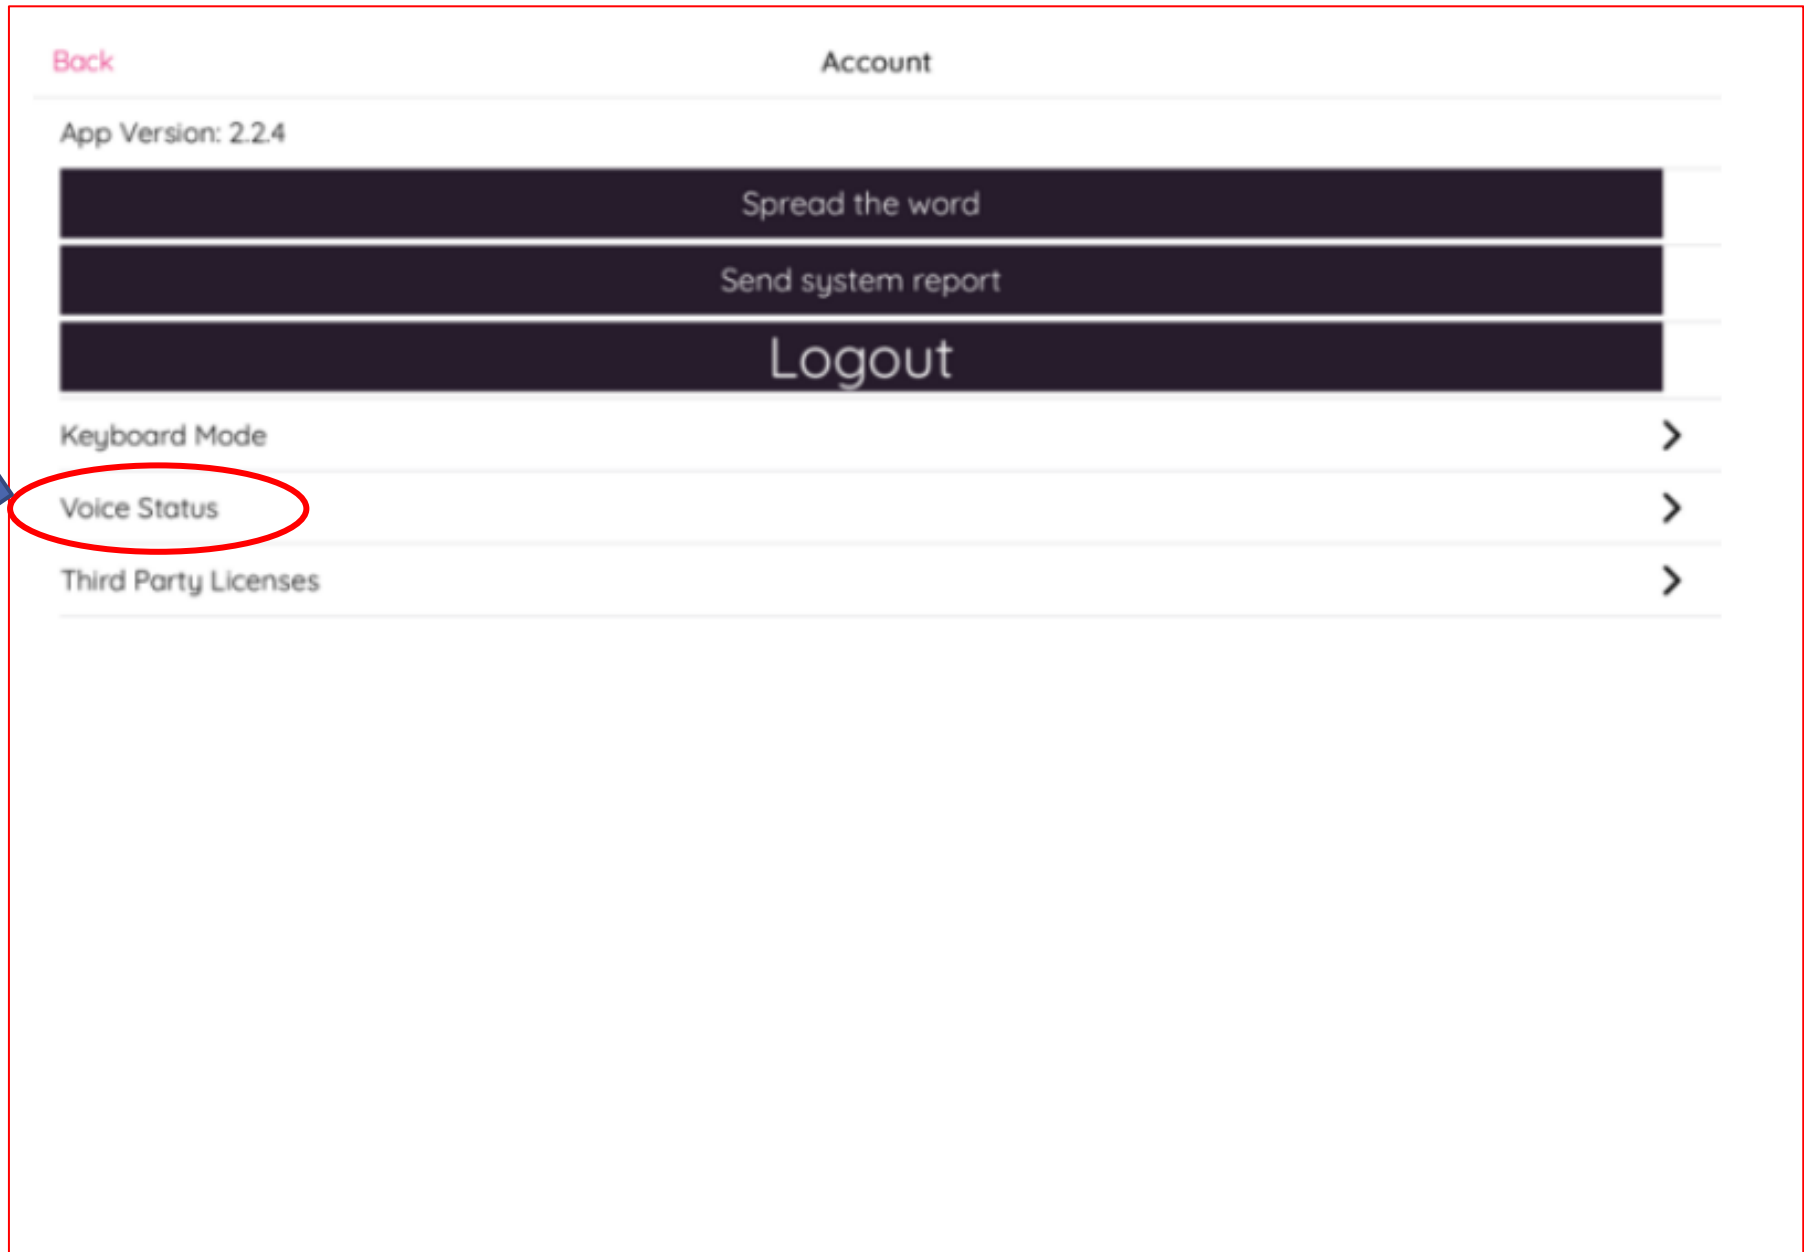 Back
Account
App Version: 2.2.4
Spread the word
Send system report
Logout
Keyboard Mode
Voice Status
Third Party Licenses